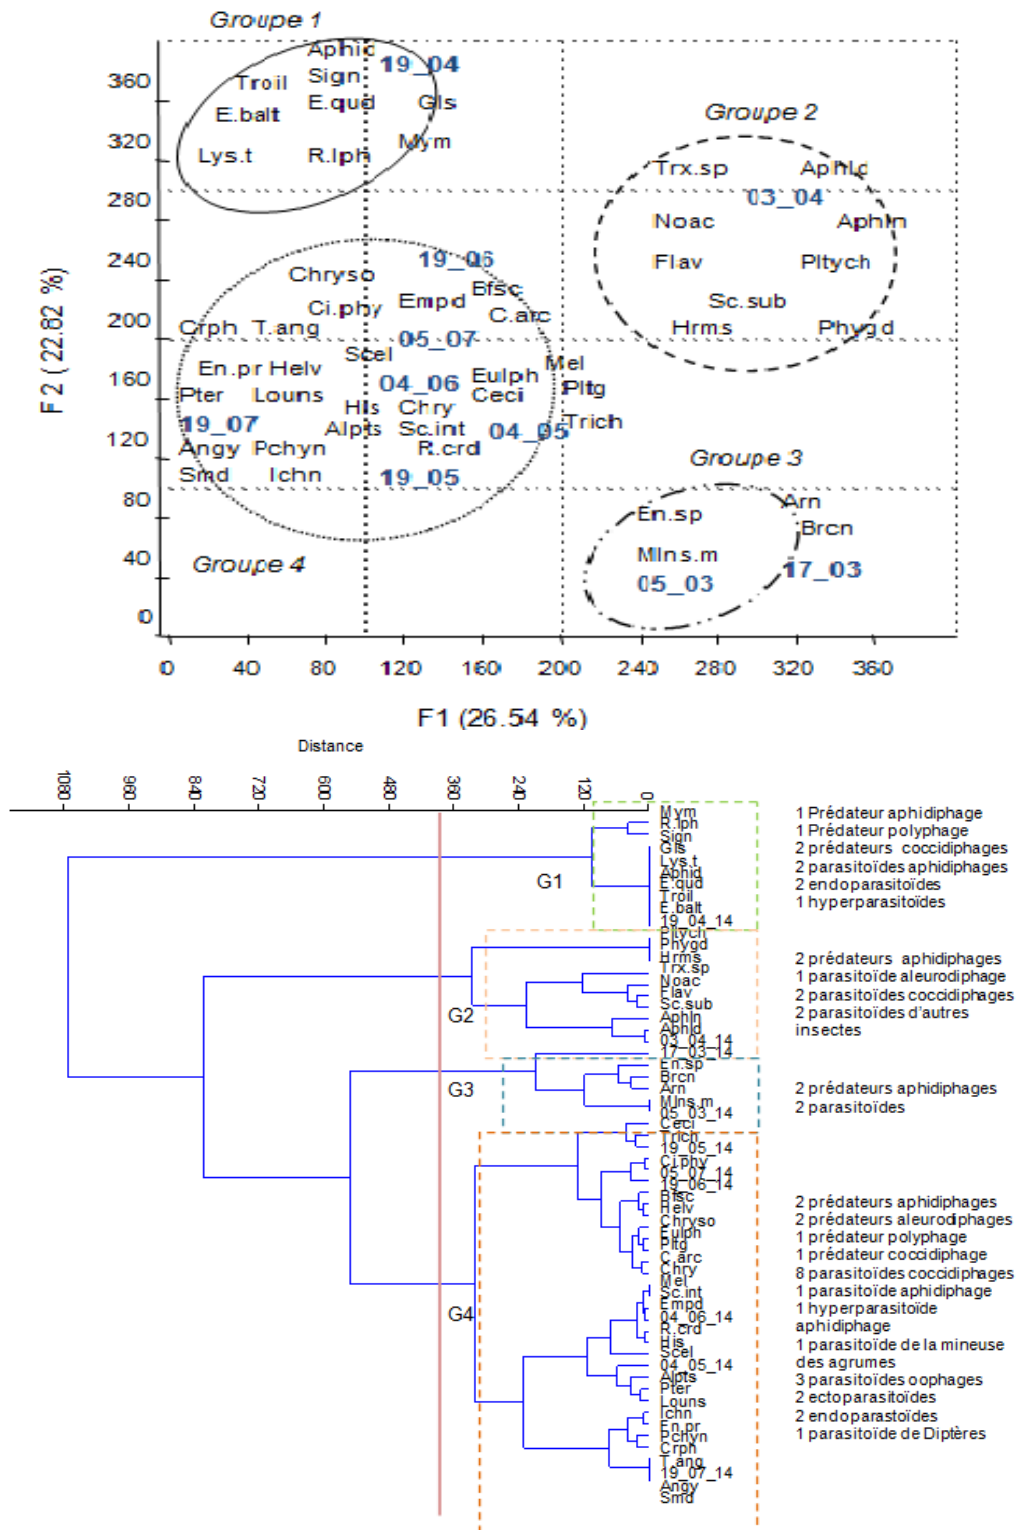 Groupe 1
Aphid 19_04
Troil Sign
E.balt E.qud Gls
Lys.t R.lph Mym
Groupe 2
Trx.sp Aphld
03_04
Noac Aphln
Flav Pltych
Sc.sub
Hrms Phygd
19_06
Chryso
Ci.phy Empd Bfsc
C.arc
Crph T.ang
05_07
Scel
En.pr Helv
04_06 Eulph Mel
Pter Louns Ceci Pltg
His Chry
19_07 Alpts Sc.int 04_05 Trich
Angy Pchyn R.crd
Smd Ichn 19_05
Groupe 3
Arn
En.sp
Brcn
Mlns.m
05_03 17_03
Groupe 4
360
320
280
240
200
160
120
80
40
0
F2 (22.82 %)
0 40 80 120 160 200 240 280 320 360
F1 (26.54 %)
Distance
1080 960 840 720 600 480 360 240 120 0
G1
G2
G3
G4
Mym
R.lph
Sign
Gls
Lys.t
Aphid
E.qud
Troil
E.balt
19_04_14
Pltych
Phygd
Hrms
Trx.sp
Noac
Flav
Sc.sub
Aphln
Aphld
03_04_14
17_03_14
En.sp
Brcn
Arn
Mlns.m
05_03_14
Ceci
Trich
19_05_14
Ci.phy
05_07_14
19_06_14
Bfsc
Helv
Chryso
Eulph
Pltg
C.arc
Chry
Mel
Sc.int
Empd
04_06_14
R.crd
His
Scel
04_05_14
Alpts
Pter
Louns
Ichn
En.pr
Pchyn
Crph
T.ang
19_07_14
Angy
Smd
1 Prédateur aphidiphage
1 Prédateur polyphage
2 prédateurs coccidiphages
2 parasitoïdes aphidiphages
2 endoparasitoïdes
1 hyperparasitoïdes
2 prédateurs aphidiphages
1 parasitoïde aleurodiphage
2 parasitoïdes coccidiphages
2 parasitoïdes d'autres
insectes
2 prédateurs aphidiphages
2 parasitoïdes
2 prédateurs aphidiphages
2 prédateurs aleurodiphages
1 prédateur polyphage
1 prédateur coccidiphage
8 parasitoïdes coccidiphages
1 parasitoïde aphidiphage
1 hyperparasitoïde
aphidiphage
1 parasitoïde de la mineuse
des agrumes
3 parasitoïdes oophages
2 ectoparasitoïdes
2 endoparastoïdes
1 parasitoïde de Diptères